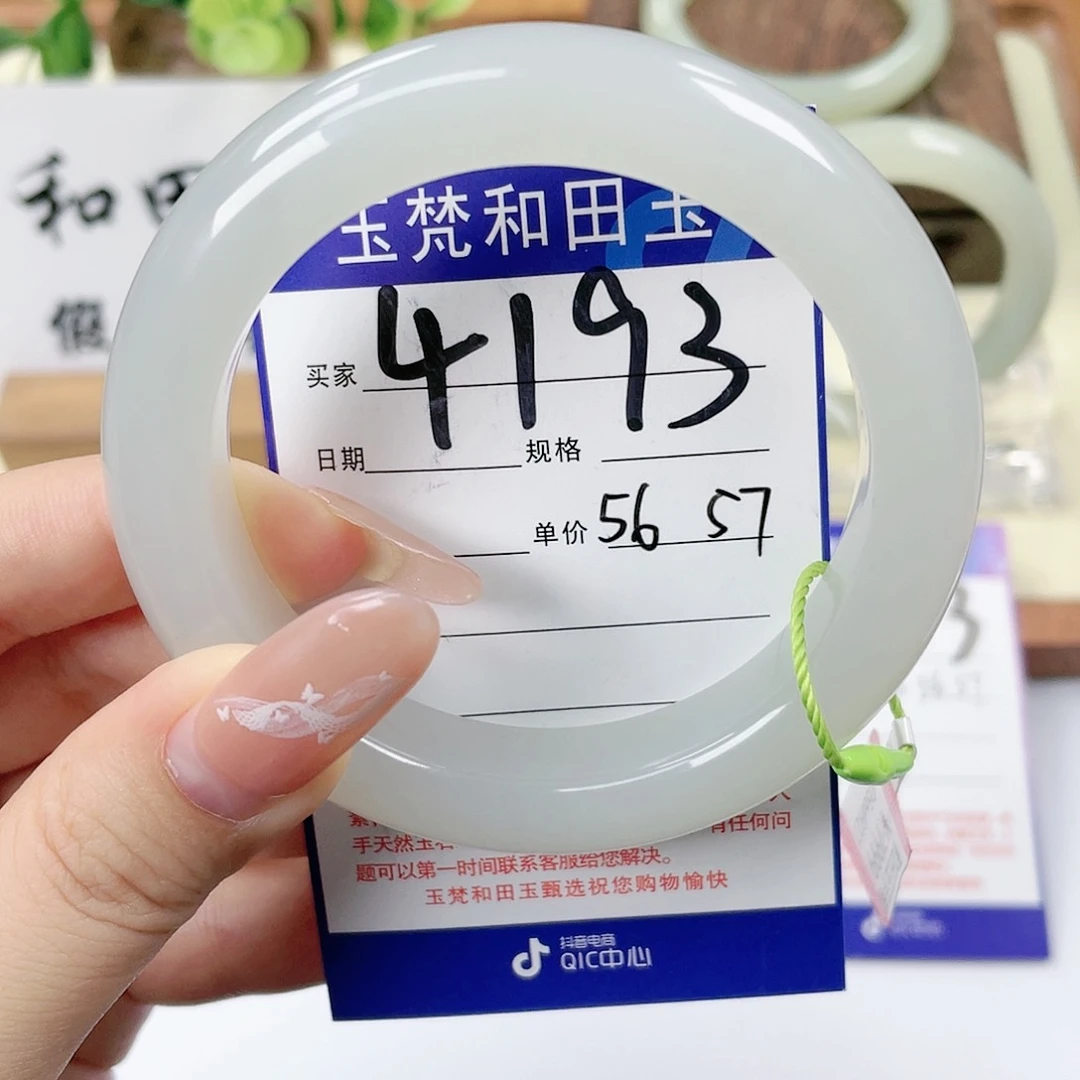 玉梵和田玉
和田
假
买家 4193
日期 规格
单价 56 57
有任何问
手天然玉石
题可以第一时间联系客服给您解决。
玉梵和田玉甄选祝您购物愉快
抖音电商
QIC中心